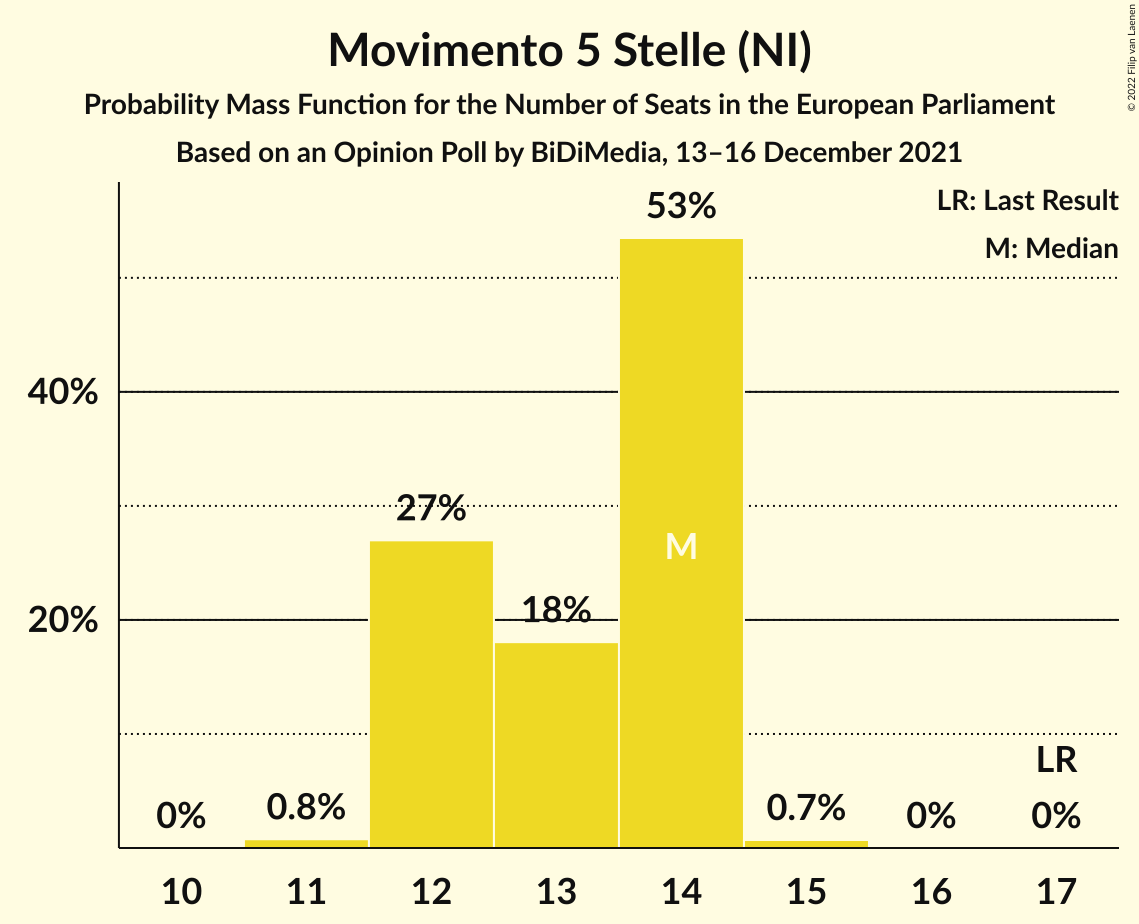 Movimento 5 Stelle (NI)
Probability Mass Function for the Number of Seats in the European Parliament
Based on an Opinion Poll by BiDiMedia, 13–16 December 2021
© 2022 Filip van Laenen
LR: Last Result
M: Median
53%
40%
27%
M
18%
20%
LR
0%
0.8%
0.7%
0%
0%
10 11 12 13 14 15 16 17